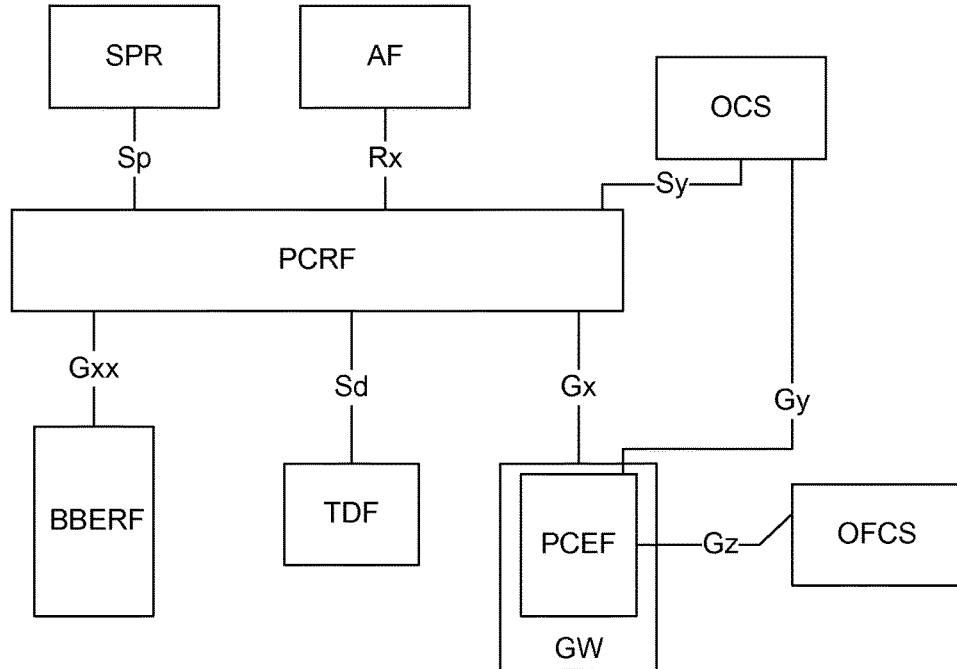 SPR
AF
OCS
Sp
Rx
Sy
PCRF
Gxx
Sd
Gx
Gy
BBERF
TDF
PCEF
Gz
OFCS
GW